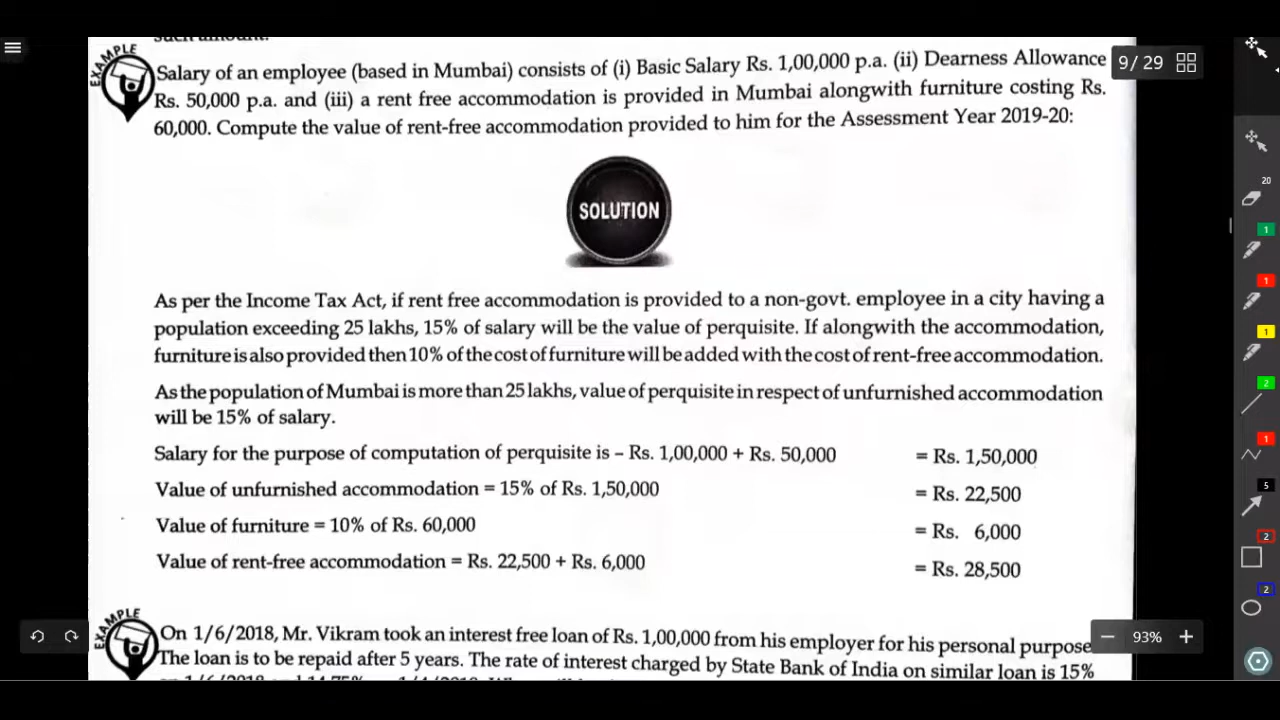 EXAMPLE
Salary of an employee (based in Mumbai) consists of (i) Basic Salary Rs. 1,00,000 p.a. (ii) Dearness Allowance
Rs. 50,000 p.a. and (iii) a rent free accommodation is provided in Mumbai alongwith furniture costing Rs.
60,000. Compute the value of rent-free accommodation provided to him for the Assessment Year 2019-20:
9/29
SOLUTION
As per the Income Tax Act, if rent free accommodation is provided to a non-govt. employee in a city having a
population exceeding 25 lakhs, 15% of salary will be the value of perquisite. If alongwith the accommodation,
furniture is also provided then 10% of the cost of furniture will be added with the cost of rent-free accommodation.
As the population of Mumbai is more than 25 lakhs, value of perquisite in respect of unfurnished accommodation
will be 15% of salary.
Salary for the purpose of computation of perquisite is – Rs. 1,00,000 + Rs. 50,000 = Rs. 1,50,000
Value of unfurnished accommodation = 15% of Rs. 1,50,000 = Rs. 22,500
Value of furniture = 10% of Rs. 60,000 = Rs. 6,000
Value of rent-free accommodation = Rs. 22,500 + Rs. 6,000 = Rs. 28,500
EXAMPLE
On 1/6/2018, Mr. Vikram took an interest free loan of Rs. 1,00,000 from his employer for his personal purpose
The loan is to be repaid after 5 years. The rate of interest charged by State Bank of India on similar loan is 15%
93%
20
1
1
1
2
1
5
2
2